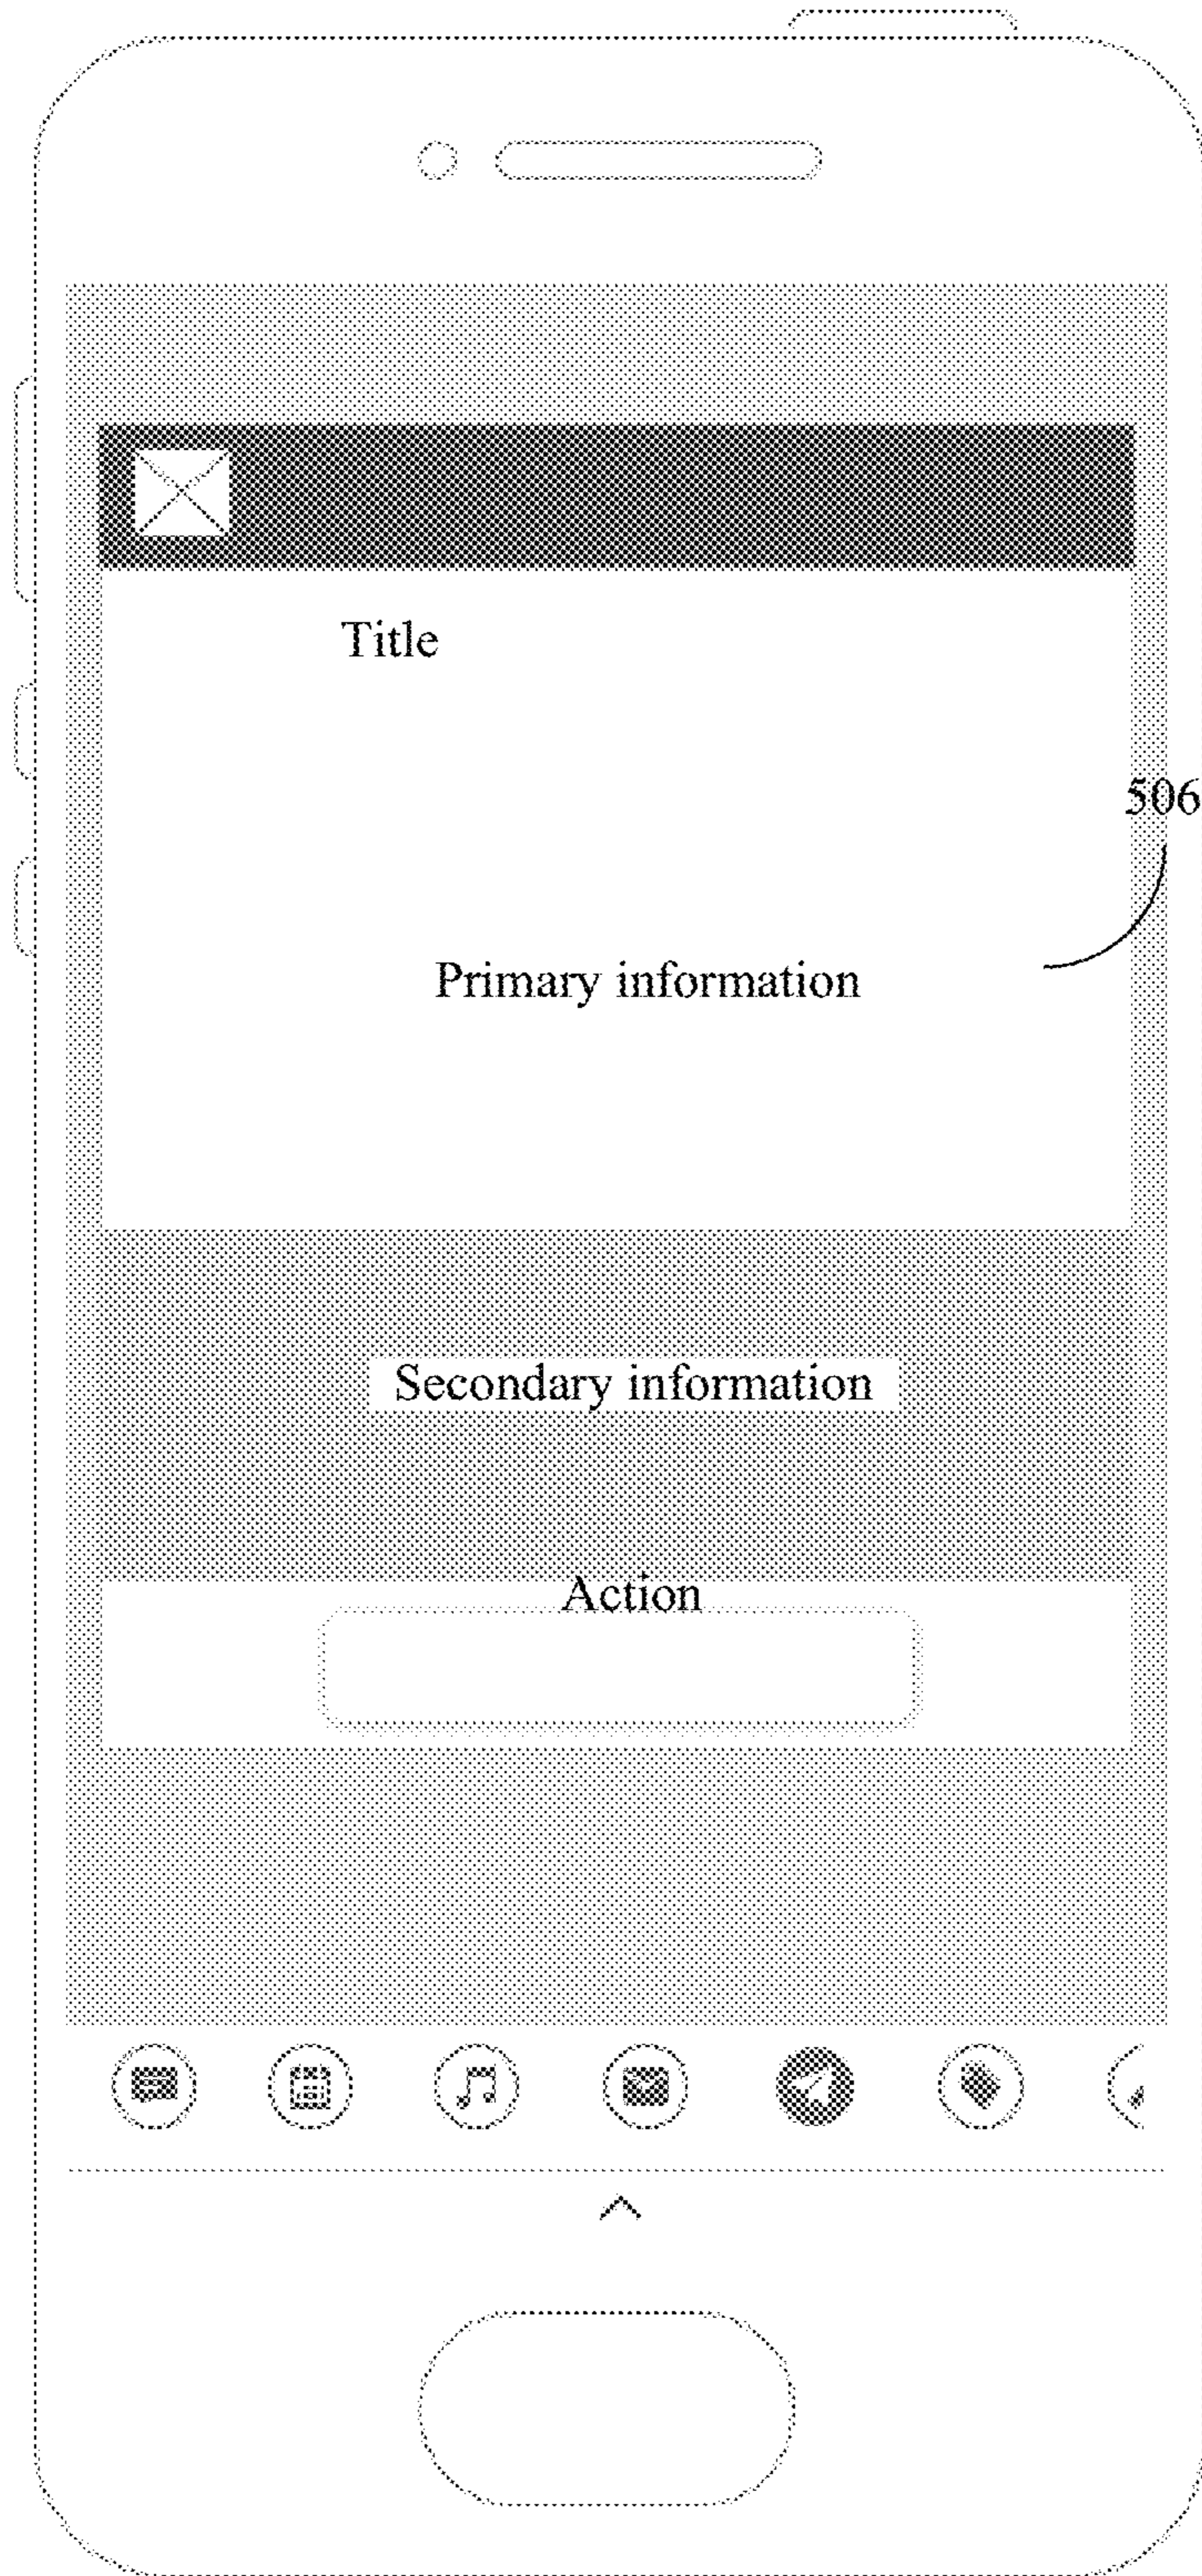 Title
506
Primary information
Secondary information
Action